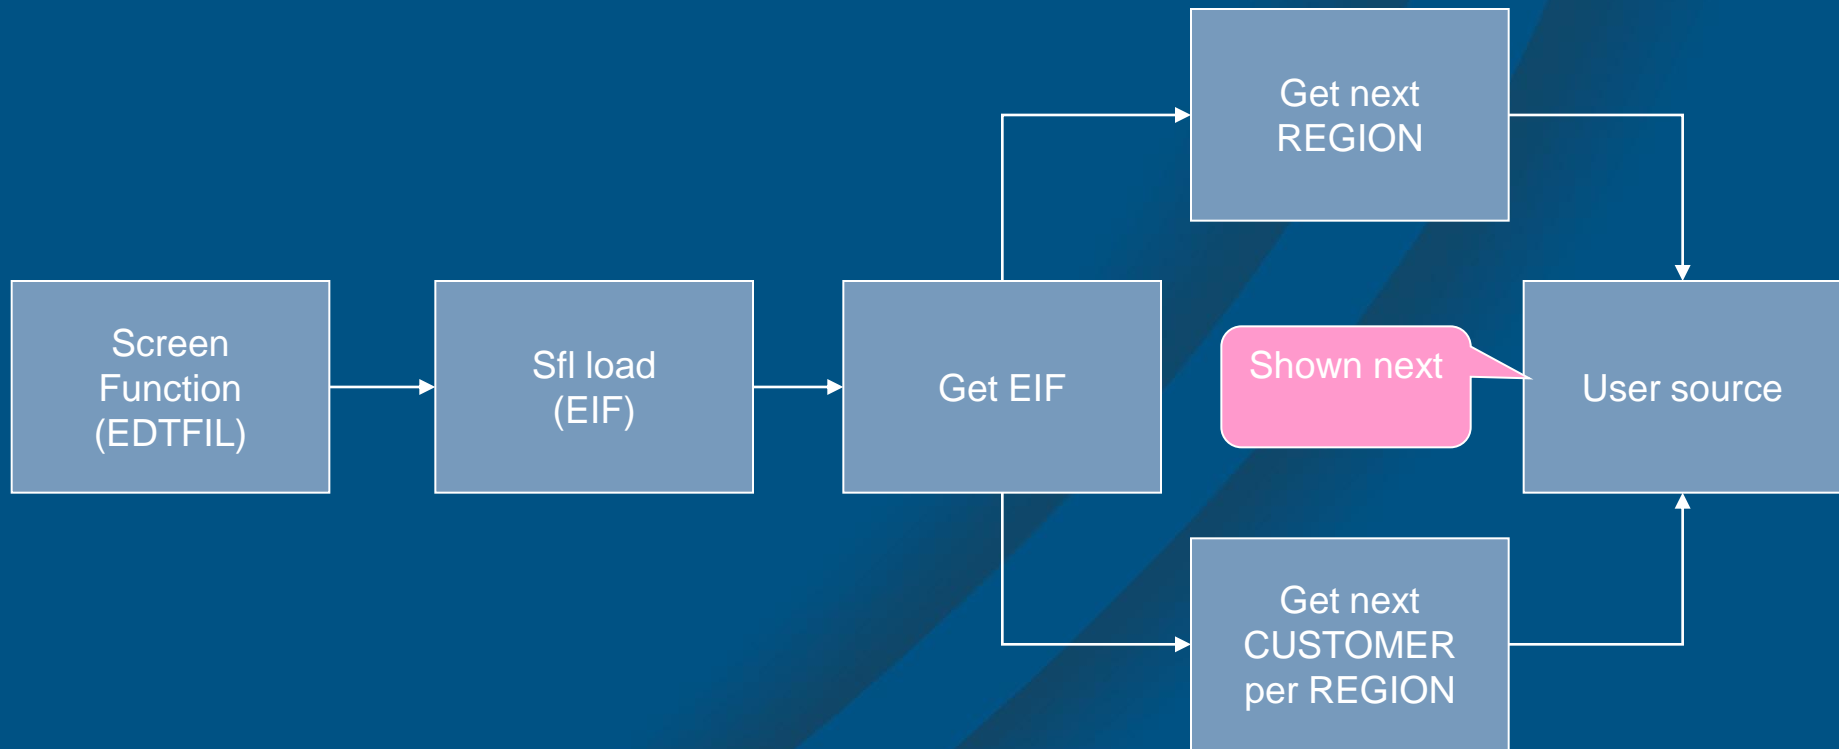 Get next
REGION
Screen
Function
(EDTFIL)
Sfl load
(EIF)
Get EIF
Shown next
User source
Get next
CUSTOMER
per REGION